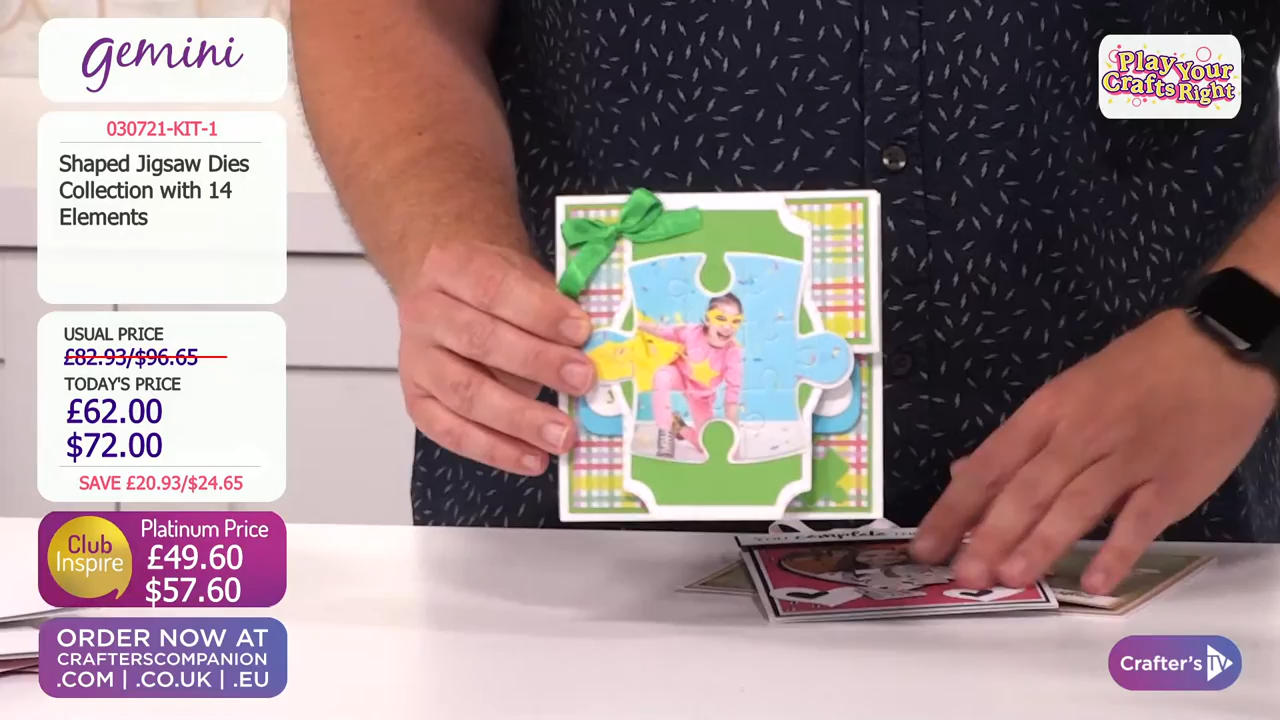 gemini
030721-KIT-1
Shaped Jigsaw Dies
Collection with 14
Elements
USUAL PRICE
£82.93/$96.65
TODAY'S PRICE
£62.00
$72.00
SAVE £20.93/$24.65
Club
Inspire
Platinum Price
£49.60
$57.60
ORDER NOW AT
CRAFTERSCOMPANION
.COM | .CO.UK | .EU
Play Your
Crafts Right
YOU complete
Crafter's TV